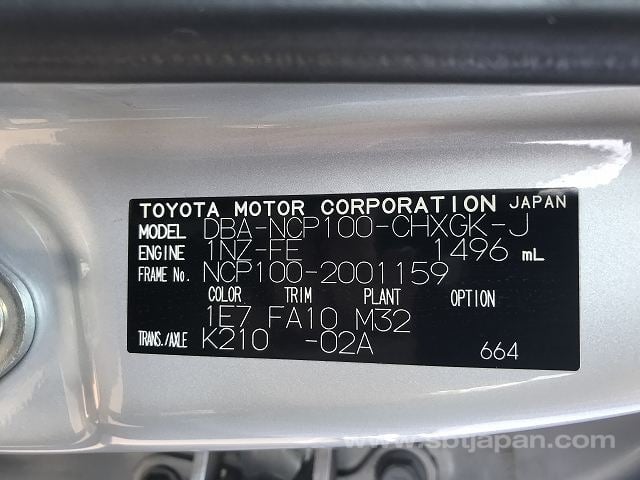 TOYOTA MOTOR CORPORATION JAPAN
MODEL DBA-NCP100-CHXGK-J
ENGINE 1NZ-FE 1496 mL
FRAME No. NCP100-2001159
COLOR TRIM PLANT OPTION
1E7 FA10 M32
TRANS./AXLE K210 -02A 664
www.sbtjapan.com